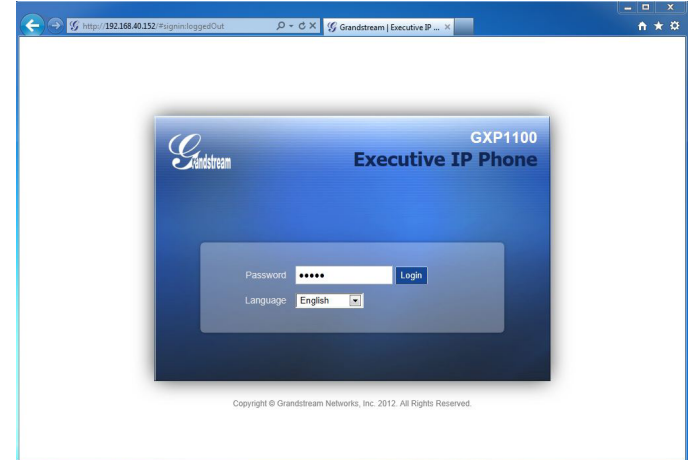 http://192.168.40.152/#signin:loggedOut
Grandstream | Executive IP ...
Grandstream
GXP1100
Executive IP Phone
Password ••••• Login
Language English
Copyright © Grandstream Networks, Inc. 2012. All Rights Reserved.